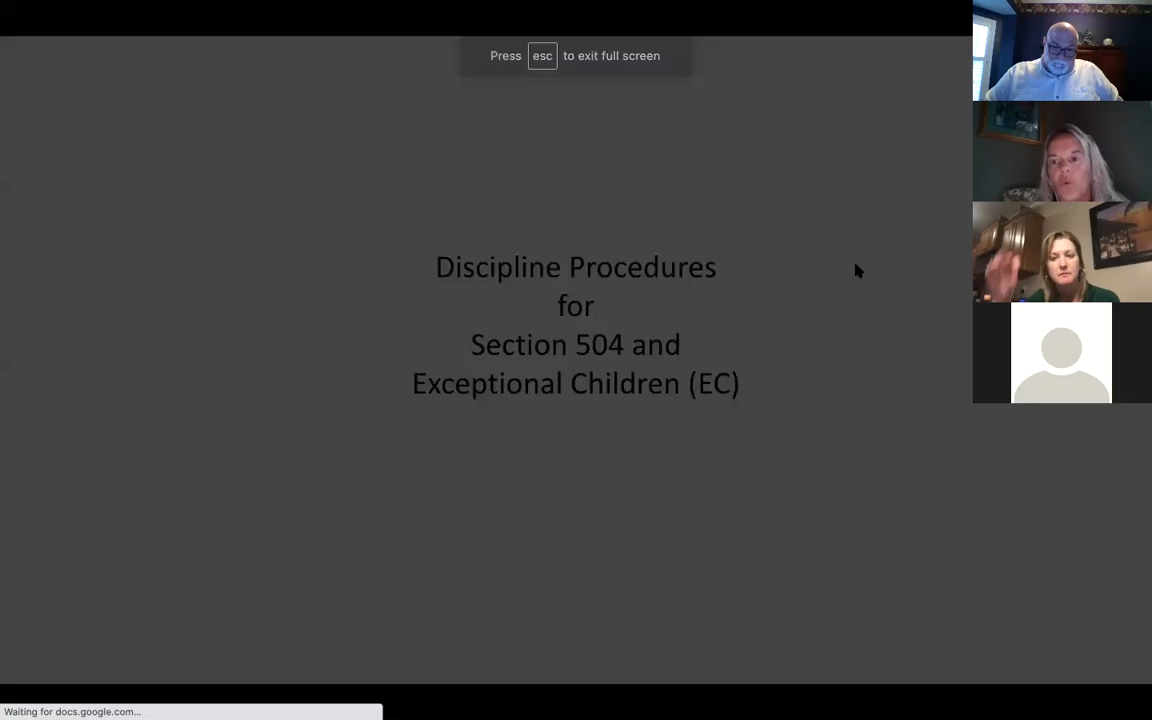 Press esc to exit full screen
Discipline Procedures
for
Section 504 and
Exceptional Children (EC)
Waiting for docs.google.com...